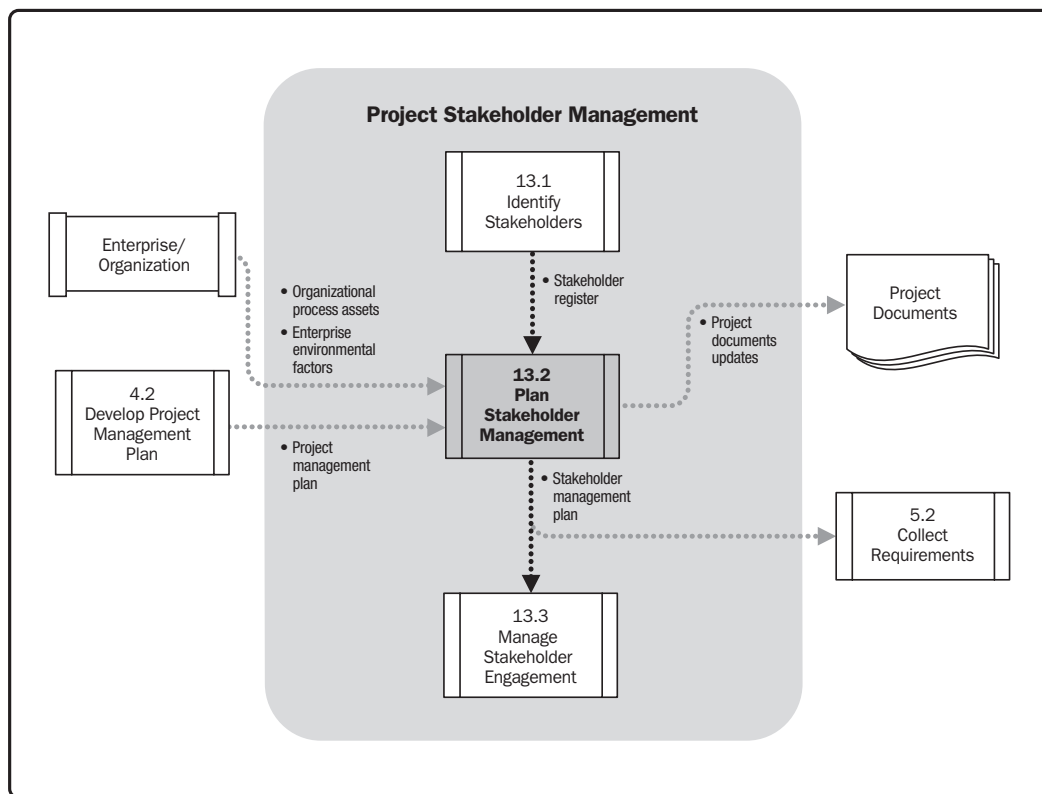 Project Stakeholder Management
13.1
Identify
Stakeholders
Enterprise/
Organization
• Organizational
process assets
• Enterprise
environmental
factors
• Stakeholder
register
• Project
documents
updates
Project
Documents
4.2
Develop Project
Management
Plan
• Project
management
plan
13.2
Plan
Stakeholder
Management
• Stakeholder
management
plan
5.2
Collect
Requirements
13.3
Manage
Stakeholder
Engagement